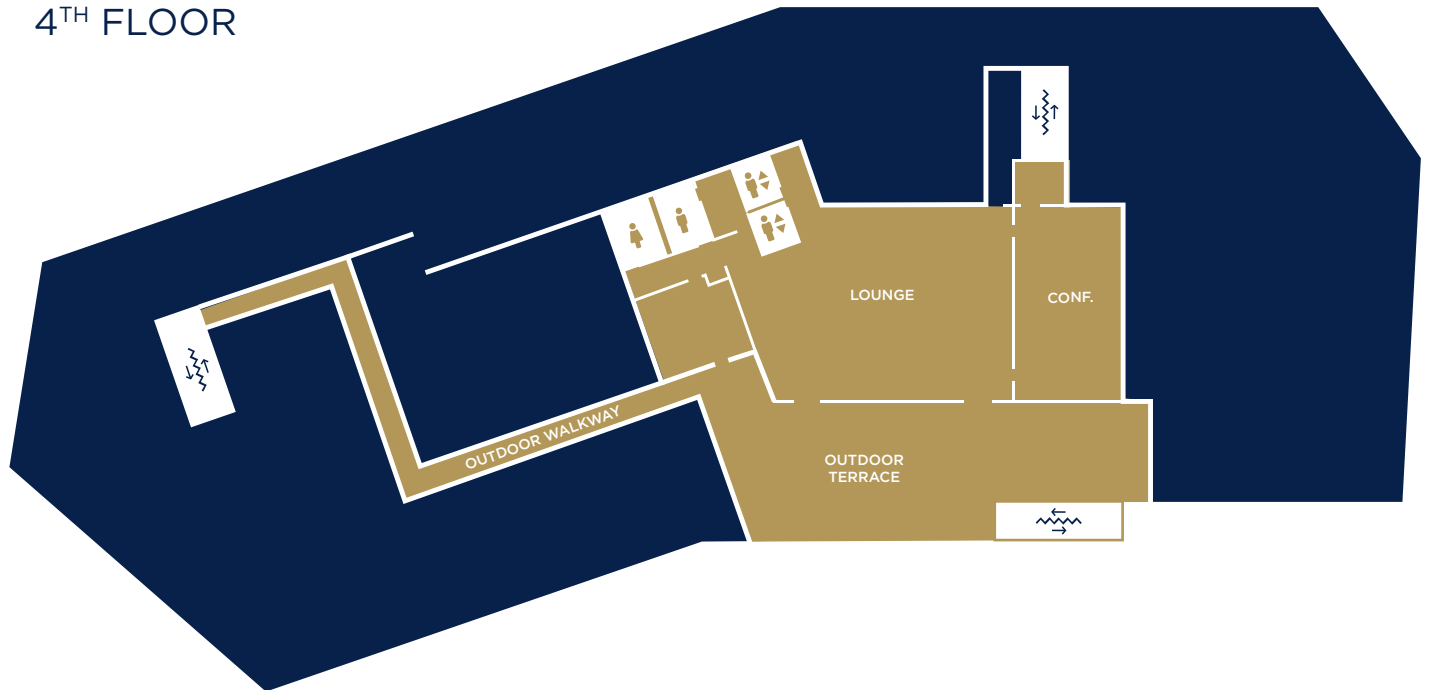 4TH FLOOR
LOUNGE
CONF.
OUTDOOR WALKWAY
OUTDOOR
TERRACE